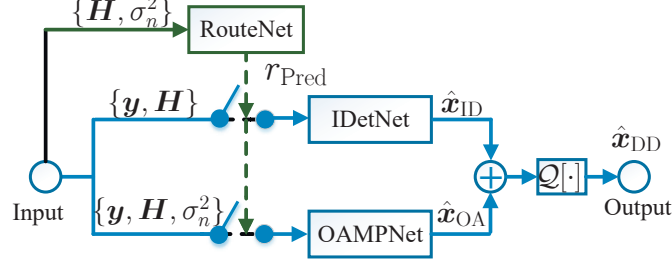 {H, σ_n^2}
RouteNet
r_Pred
{y, H}
IDetNet
x̂_ID
x̂_DD
Q[·]
Input
{y, H, σ_n^2}
OAMPNet
x̂_OA
Output